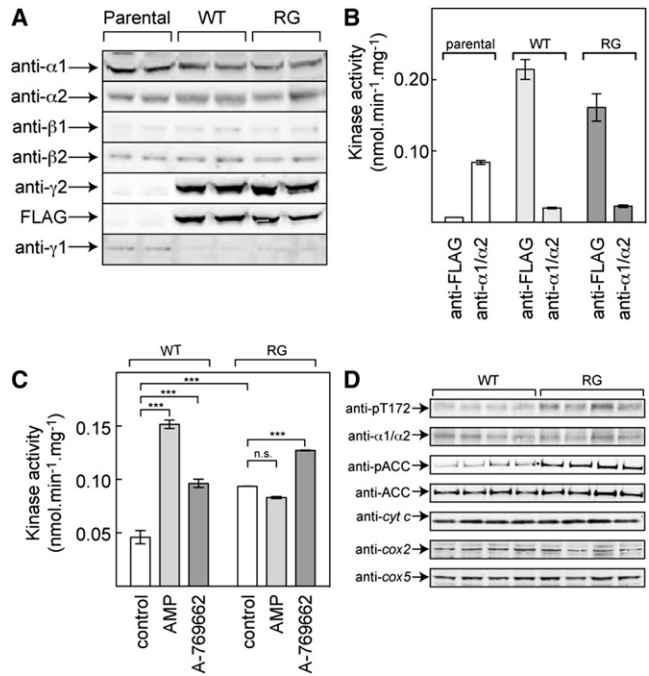 A
Parental WT RG
anti-α1
anti-α2
anti-β1
anti-β2
anti-γ2
FLAG
anti-γ1
B
Kinase activity
(nmol.min⁻¹.mg⁻¹)
parental WT RG
0.20
0.10
anti-FLAG
anti-α1/α2
anti-FLAG
anti-α1/α2
anti-FLAG
anti-α1/α2
C
Kinase activity
(nmol.min⁻¹.mg⁻¹)
WT RG
***
***
*** ***
n.s.
0.15
0.10
0.05
control
AMP
A-769662
control
AMP
A-769662
D
WT RG
anti-pT172
anti-α1/α2
anti-pACC
anti-ACC
anti-cyt c
anti-cox2
anti-cox5